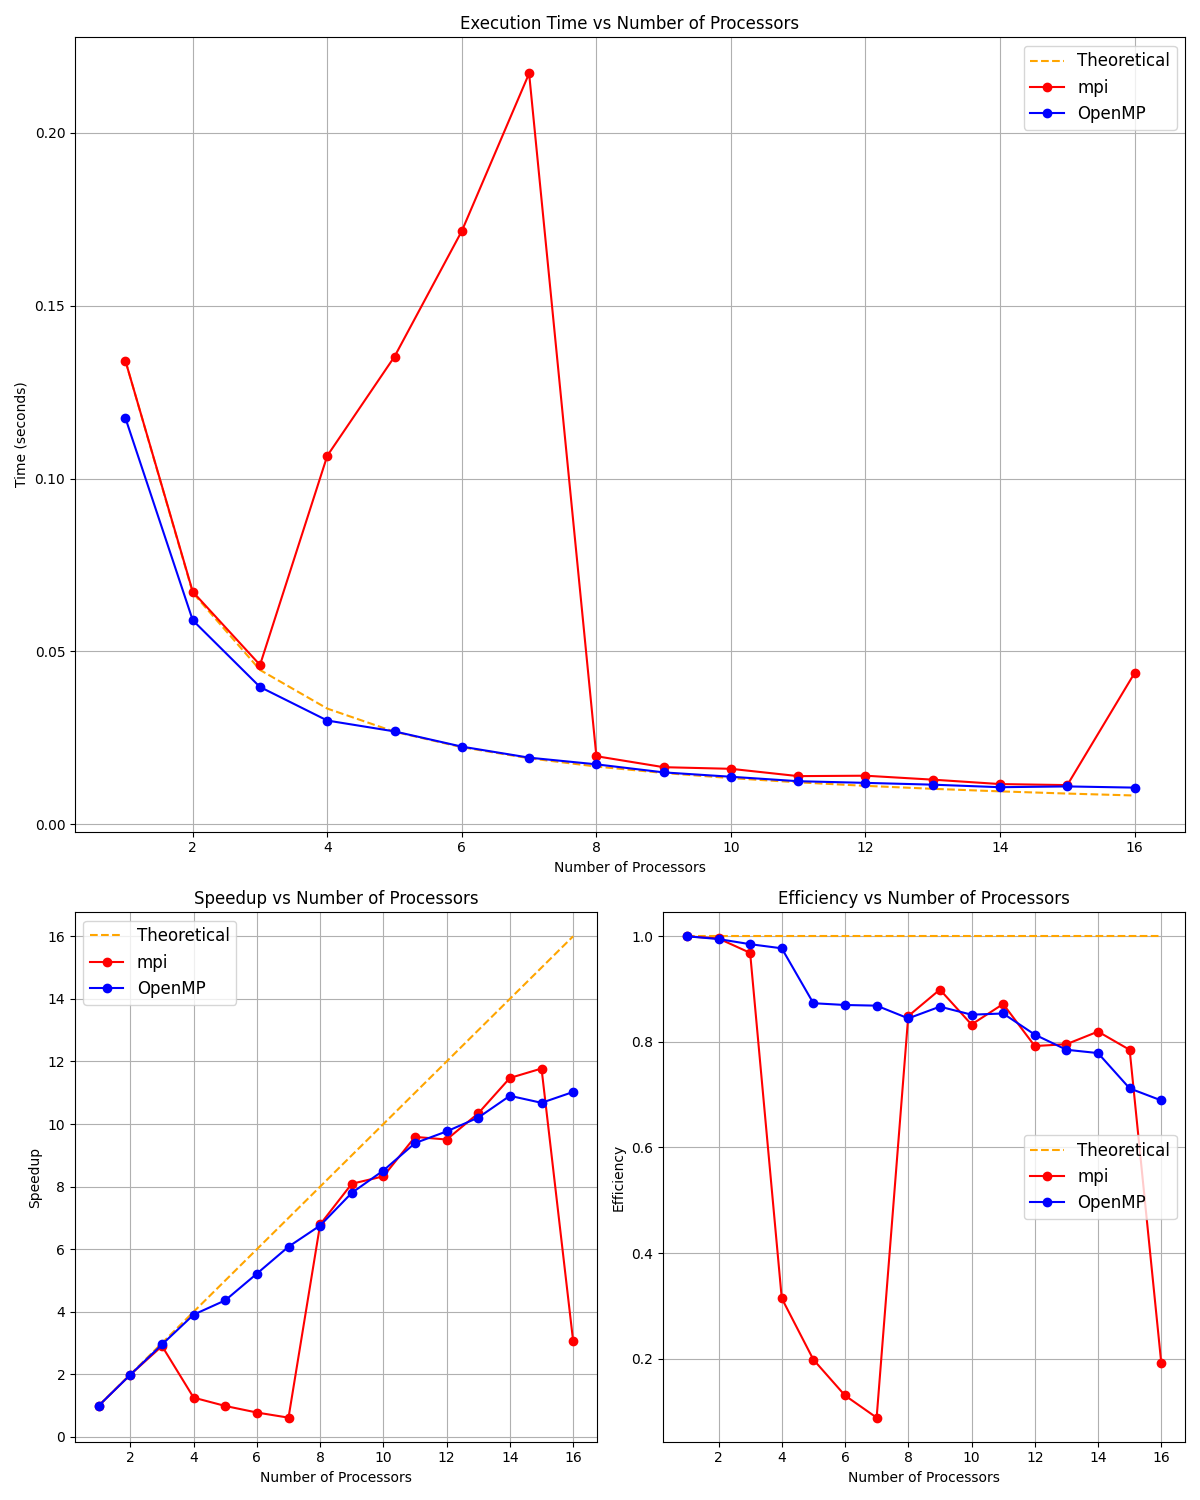 Execution Time vs Number of Processors
Theoretical
mpi
OpenMP
Time (seconds)
0.20
0.15
0.10
0.05
0.00
2 4 6 8 10 12 14 16
Number of Processors
Speedup vs Number of Processors
Theoretical
mpi
OpenMP
Speedup
16
14
12
10
8
6
4
2
0
2 4 6 8 10 12 14 16
Number of Processors
Efficiency vs Number of Processors
1.0
0.8
0.6
0.4
0.2
Efficiency
Theoretical
mpi
OpenMP
2 4 6 8 10 12 14 16
Number of Processors